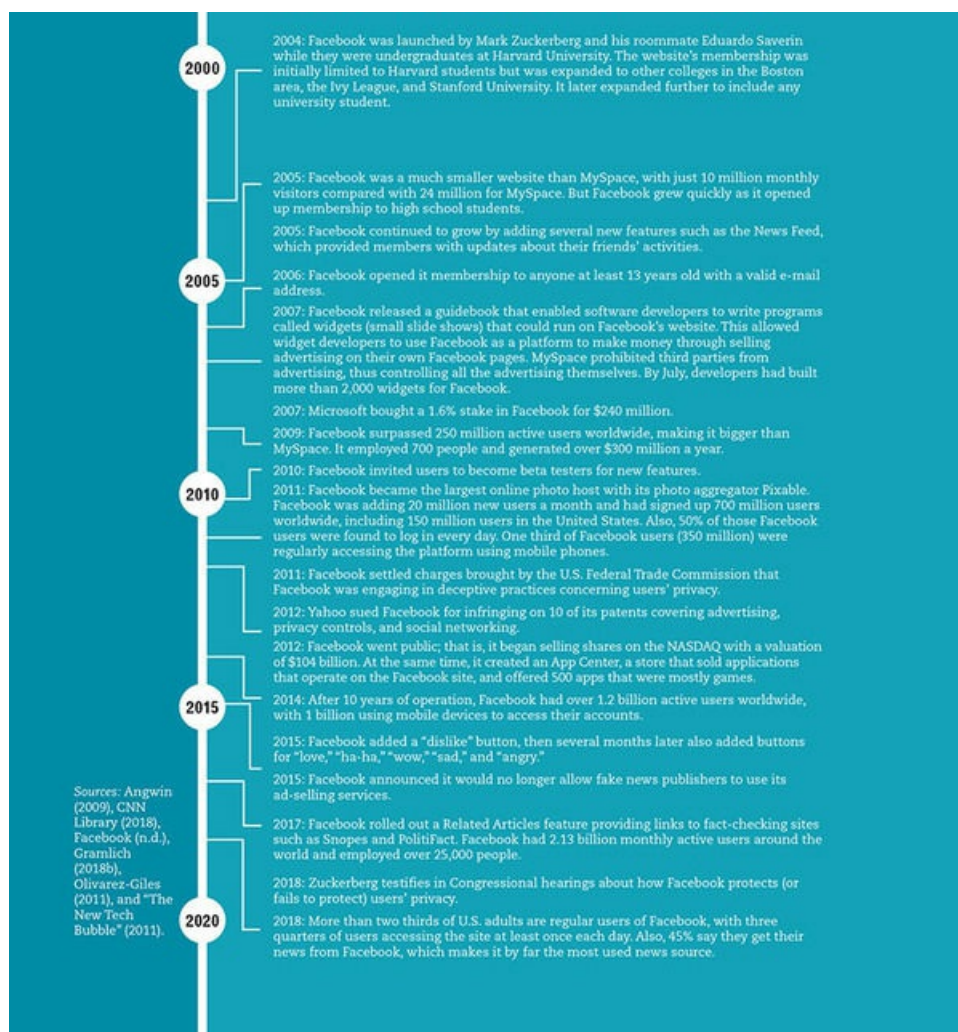 2000
2004: Facebook was launched by Mark Zuckerberg and his roommate Eduardo Saverin
while they were undergraduates at Harvard University. The website's membership was
initially limited to Harvard students but was expanded to other colleges in the Boston
area, the Ivy League, and Stanford University. It later expanded further to include any
university student.
2005: Facebook was a much smaller website than MySpace, with just 10 million monthly
visitors compared with 24 million for MySpace. But Facebook grew quickly as it opened
up membership to high school students.
2005: Facebook continued to grow by adding several new features such as the News Feed,
which provided members with updates about their friends' activities.
2005
2006: Facebook opened it membership to anyone at least 13 years old with a valid e-mail
address.
2007: Facebook released a guidebook that enabled software developers to write programs
called widgets (small slide shows) that could run on Facebook's website. This allowed
widget developers to use Facebook as a platform to make money through selling
advertising on their own Facebook pages. MySpace prohibited third parties from
advertising, thus controlling all the advertising themselves. By July, developers had built
more than 2,000 widgets for Facebook.
2007: Microsoft bought a 1.6% stake in Facebook for $240 million.
2009: Facebook surpassed 250 million active users worldwide, making it bigger than
MySpace. It employed 700 people and generated over $300 million a year.
2010: Facebook invited users to become beta testers for new features.
2010
2011: Facebook became the largest online photo host with its photo aggregator Pixable.
Facebook was adding 20 million new users a month and had signed up 700 million users
worldwide, including 150 million users in the United States. Also, 50% of those Facebook
users were found to log in every day. One third of Facebook users (350 million) were
regularly accessing the platform using mobile phones.
2011: Facebook settled charges brought by the U.S. Federal Trade Commission that
Facebook was engaging in deceptive practices concerning users' privacy.
2012: Yahoo sued Facebook for infringing on 10 of its patents covering advertising,
privacy controls, and social networking.
2012: Facebook went public; that is, it began selling shares on the NASDAQ with a valuation
of $104 billion. At the same time, it created an App Center, a store that sold applications
that operate on the Facebook site, and offered 500 apps that were mostly games.
2014: After 10 years of operation, Facebook had over 1.2 billion active users worldwide,
with 1 billion using mobile devices to access their accounts.
2015
2015: Facebook added a "dislike" button, then several months later also added buttons
for "love," "ha-ha," "wow," "sad," and "angry."
2015: Facebook announced it would no longer allow fake news publishers to use its
ad-selling services.
2017: Facebook rolled out a Related Articles feature providing links to fact-checking sites
such as Snopes and PolitiFact. Facebook had 2.13 billion monthly active users around the
world and employed over 25,000 people.
2018: Zuckerberg testifies in Congressional hearings about how Facebook protects (or
fails to protect) users' privacy.
2020
2018: More than two thirds of U.S. adults are regular users of Facebook, with three
quarters of users accessing the site at least once each day. Also, 45% say they get their
news from Facebook, which makes it by far the most used news source.
Sources: Angwin
(2009), CNN
Library (2018),
Facebook (n.d.),
Gramlich
(2018b),
Olivarez-Giles
(2011), and "The
New Tech
Bubble" (2011).